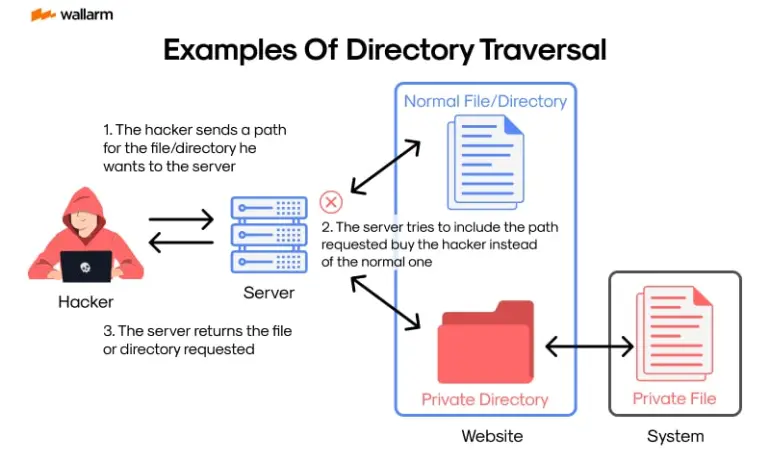 wallarm
Examples Of Directory Traversal
1. The hacker sends a path
for the file/directory he
wants to the server
Normal File/Directory
2. The server tries to include the path
requested buy the hacker instead
of the normal one
Hacker
Server
3. The server returns the file
or directory requested
Private Directory
Private File
Website
System